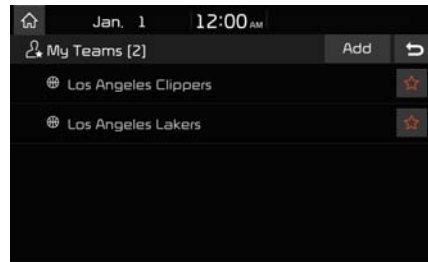 Jan. 1 12:00 AM
My Teams [2] Add
Los Angeles Clippers
Los Angeles Lakers